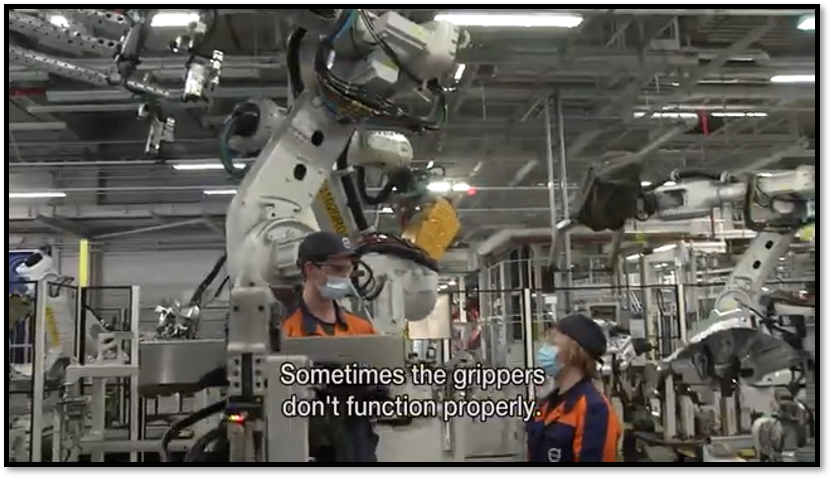 Sometimes the grippers
don't function properly.